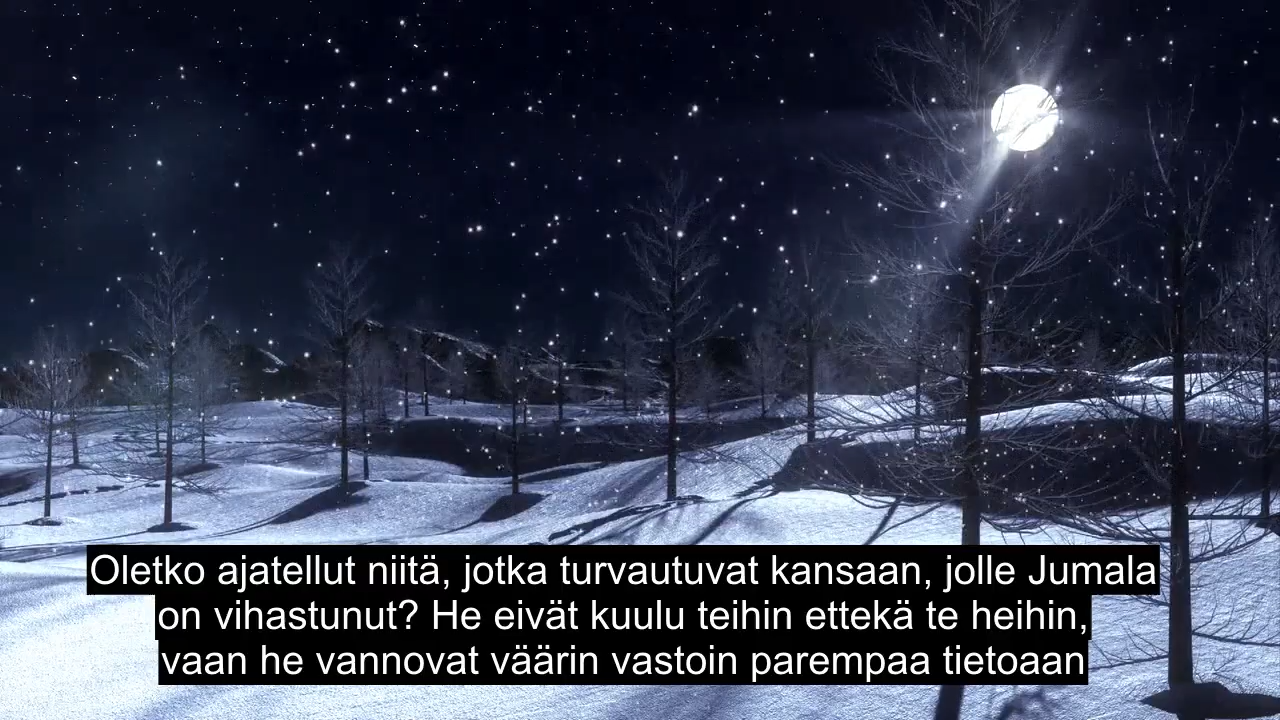 Oletko ajatellut niitä, jotka turvautuvat kansaan, jolle Jumala
on vihastunut? He eivät kuulu teihin ettekä te heihin,
vaan he vannovat väärin vastoin parempaa tietoaan